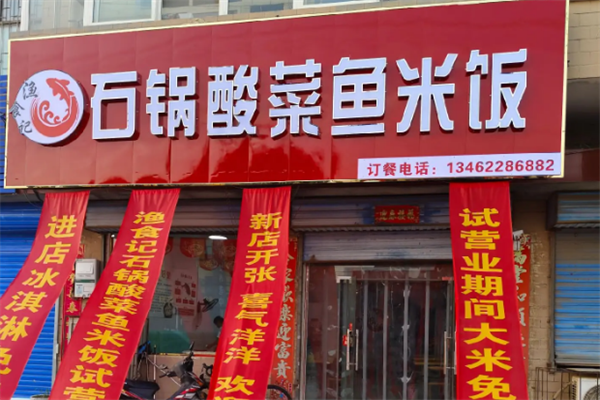 渔食记
石锅酸菜鱼米饭
订餐电话：13462286882
进店冰淇淋免
渔食记石锅酸菜鱼米饭试营
新店开张 喜气洋洋 欢迎
试营业期间大米免